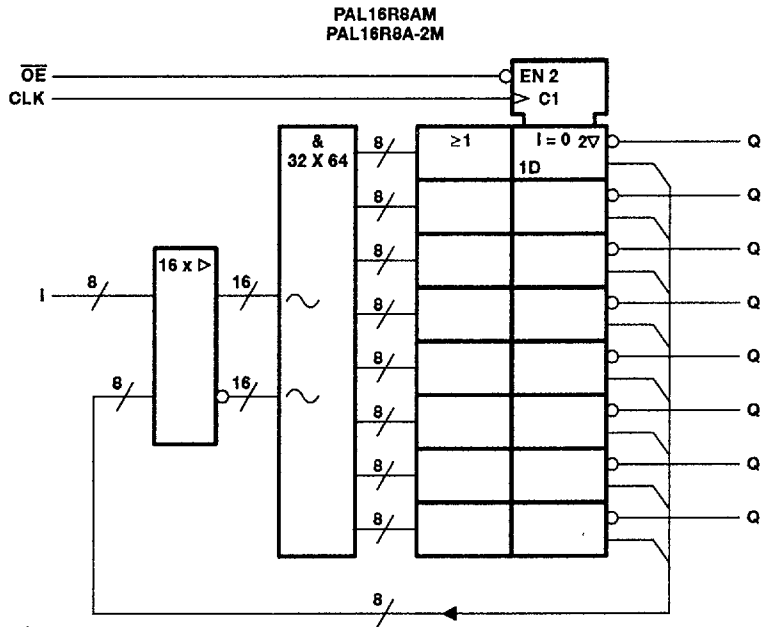 PAL16R8AM
PAL16R8A-2M
OE
EN 2
CLK
C1
&
32 X 64
8
≥1
I = 0 2▽
1D
Q
8
Q
8
Q
16 x ▷
I
8
16
8
Q
8
Q
8
16
8
Q
8
Q
8
Q
8